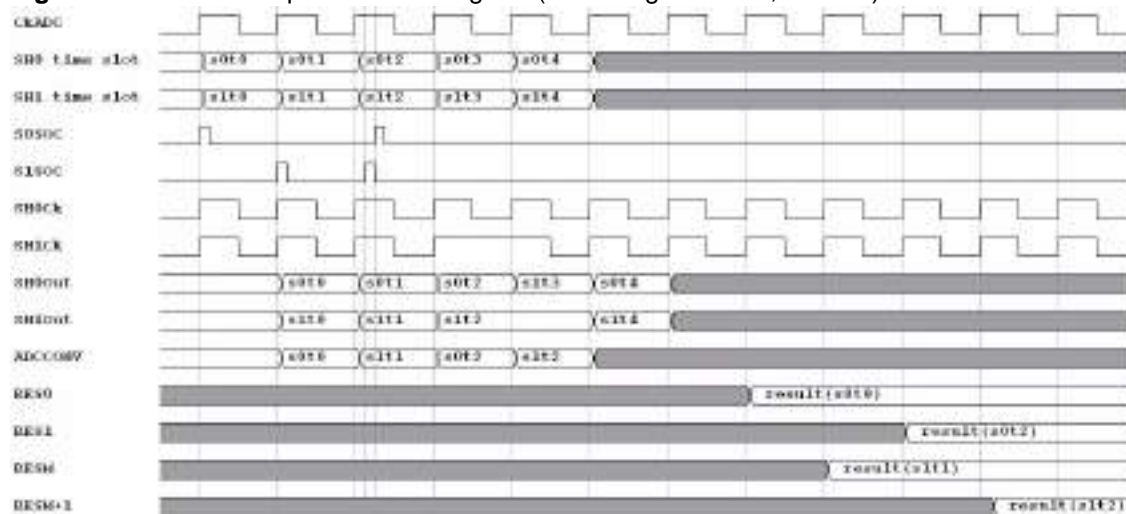 CkADC
SH0 time slot s0t0 s0t1 s0t2 s0t3 s0t4
SH1 time slot s1t0 s1t1 s1t2 s1t3 s1t4
S0SOC
S1SOC
SH0Ck
SH1Ck
SH0out s0t0 s0t1 s0t2 s1t3 s0t4
SH1out s1t0 s1t1 s1t2 s1t4
ADCCONV s0t0 s1t1 s0t2 s1t2
RES0 result(s0t0)
RES1 result(s0t2)
RESM result(s1t1)
RESM+1 result(s1t2)